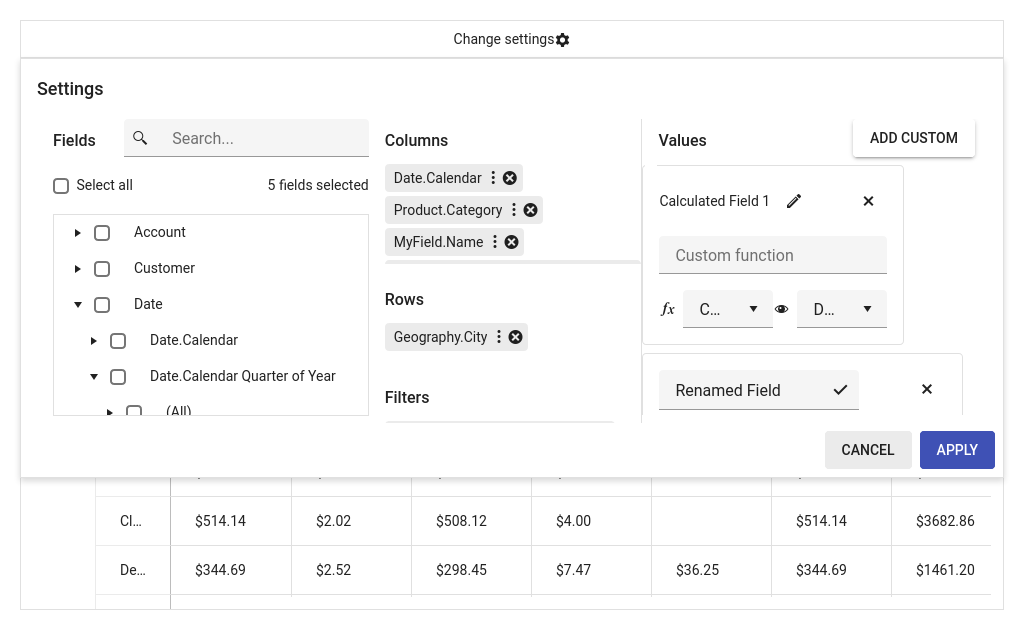 Change settings
Settings
Fields
Search...
Select all
5 fields selected
Account
Customer
Date
Date.Calendar
Date.Calendar Quarter of Year
(All)
Columns
Date.Calendar
Product.Category
MyField.Name
Rows
Geography.City
Filters
Values
ADD CUSTOM
Calculated Field 1
Custom function
fx C... D...
Renamed Field
CANCEL APPLY
Cl... $514.14 $2.02 $508.12 $4.00 $514.14 $3682.86
De... $344.69 $2.52 $298.45 $7.47 $36.25 $344.69 $1461.20